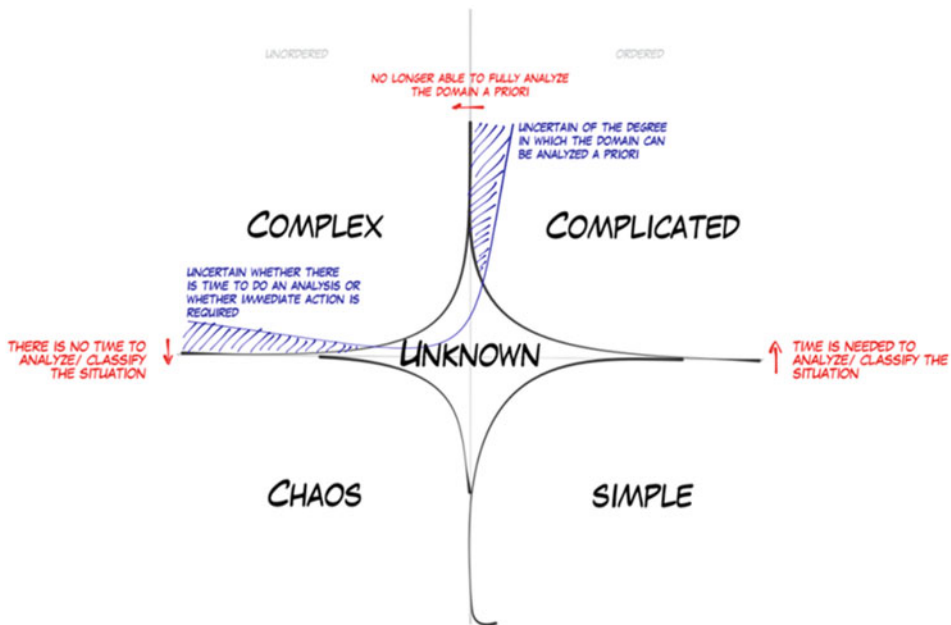 UNORDERED
ORDERED
NO LONGER ABLE TO FULLY ANALYZE
THE DOMAIN A PRIORI
UNCERTAIN OF THE DEGREE
IN WHICH THE DOMAIN CAN
BE ANALYZED A PRIORI
COMPLEX
COMPLICATED
UNCERTAIN WHETHER THERE
IS TIME TO DO AN ANALYSIS OR
WHETHER IMMEDIATE ACTION IS
REQUIRED
THERE IS NO TIME TO
ANALYZE/ CLASSIFY
THE SITUATION
UNKNOWN
TIME IS NEEDED TO
ANALYZE/ CLASSIFY THE
SITUATION
CHAOS
SIMPLE